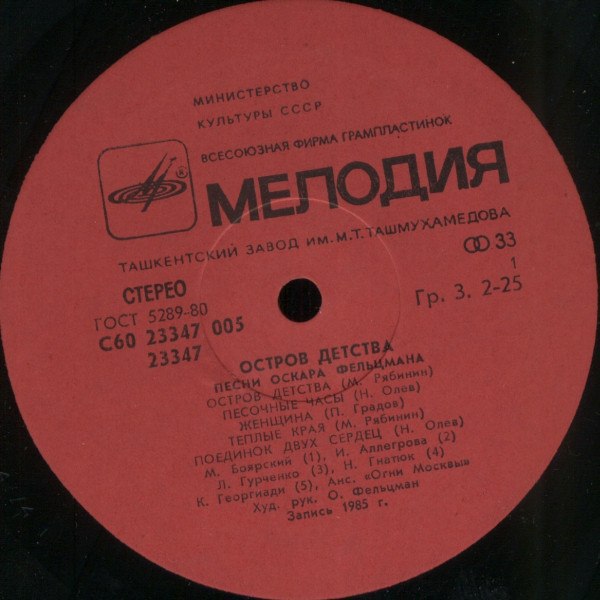 МИНИСТЕРСТВО
КУЛЬТУРЫ СССР
ВСЕСОЮЗНАЯ ФИРМА ГРАМПЛАСТИНОК
®
МЕЛОДИЯ
ТАШКЕНТСКИЙ ЗАВОД ИМ. М.Т. ТАШМУХАМЕДОВА
СТЕРЕО
33
ГОСТ 5289-80
1
С60 23347 005
Гр. 3. 2-25
23347
ОСТРОВ ДЕТСТВА
ПЕСНИ ОСКАРА ФЕЛЬЦМАНА
ОСТРОВ ДЕТСТВА (М. Рябинин)
ПЕСОЧНЫЕ ЧАСЫ (Н. Олев)
ЖЕНЩИНА (П. Градов)
ТЕПЛЫЕ КРАЯ (М. Рябинин)
ПОЕДИНОК ДВУХ СЕРДЕЦ (Н. Олев)
М. Боярский (1), И. Аллегрова (2)
Л. Гурченко (3), Н. Гнатюк (4)
К. Георгиади (5), Анс. «Огни Москвы»
Худ. рук. О. Фельцман
Запись 1985 г.